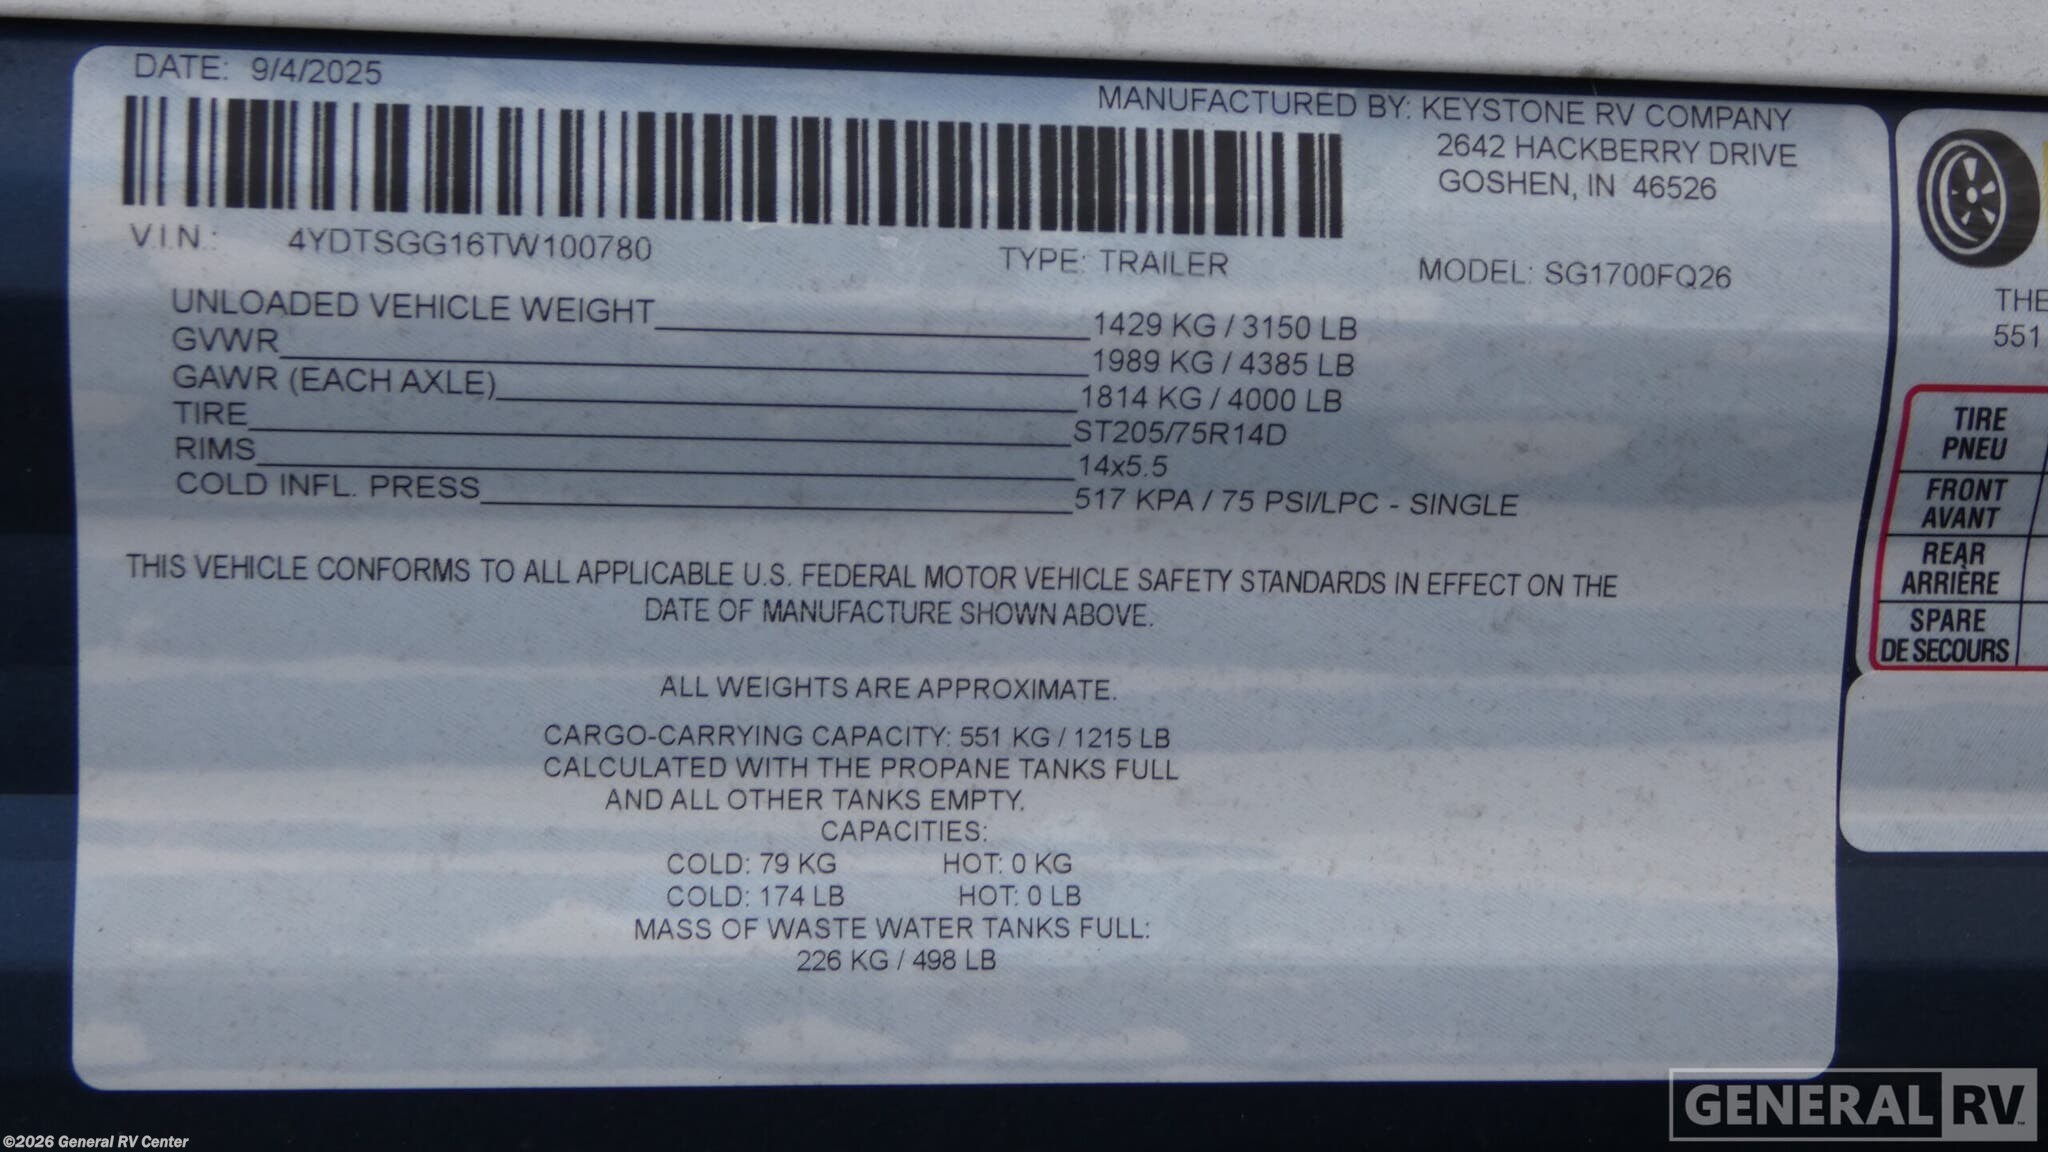 DATE: 9/4/2025
MANUFACTURED BY: KEYSTONE RV COMPANY
2642 HACKBERRY DRIVE
GOSHEN, IN 46526
V.I.N.: 4YDTSGG16TW100780
TYPE: TRAILER
MODEL: SG1700FQ26
UNLOADED VEHICLE WEIGHT 1429 KG / 3150 LB
GVWR 1989 KG / 4385 LB
GAWR (EACH AXLE) 1814 KG / 4000 LB
TIRE ST205/75R14D
RIMS 14x5.5
COLD INFL. PRESS 517 KPA / 75 PSI/LPC - SINGLE
THIS VEHICLE CONFORMS TO ALL APPLICABLE U.S. FEDERAL MOTOR VEHICLE SAFETY STANDARDS IN EFFECT ON THE
DATE OF MANUFACTURE SHOWN ABOVE.
ALL WEIGHTS ARE APPROXIMATE.
CARGO-CARRYING CAPACITY: 551 KG / 1215 LB
CALCULATED WITH THE PROPANE TANKS FULL
AND ALL OTHER TANKS EMPTY.
CAPACITIES:
COLD: 79 KG HOT: 0 KG
COLD: 174 LB HOT: 0 LB
MASS OF WASTE WATER TANKS FULL:
226 KG / 498 LB
THE
551
TIRE
PNEU
FRONT
AVANT
REAR
ARRIÈRE
SPARE
DE SECOURS
GENERAL RV
©2026 General RV Center